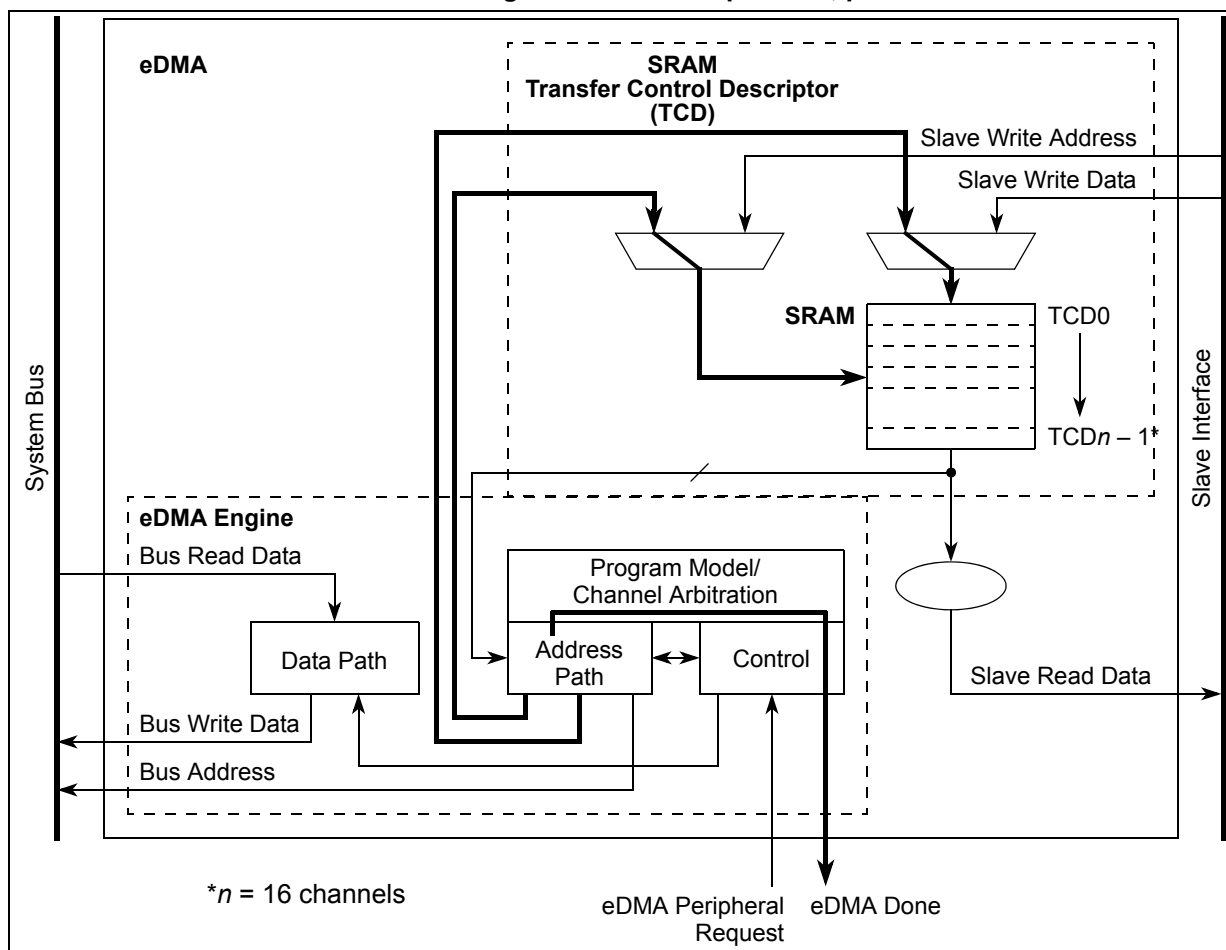 eDMA
SRAM
Transfer Control Descriptor
(TCD)
Slave Write Address
Slave Write Data
SRAM
TCD0
TCDn – 1*
System Bus
Slave Interface
eDMA Engine
Bus Read Data
Program Model/
Channel Arbitration
Data Path
Address
Path
Control
Slave Read Data
Bus Write Data
Bus Address
*n = 16 channels
eDMA Peripheral
Request
eDMA Done